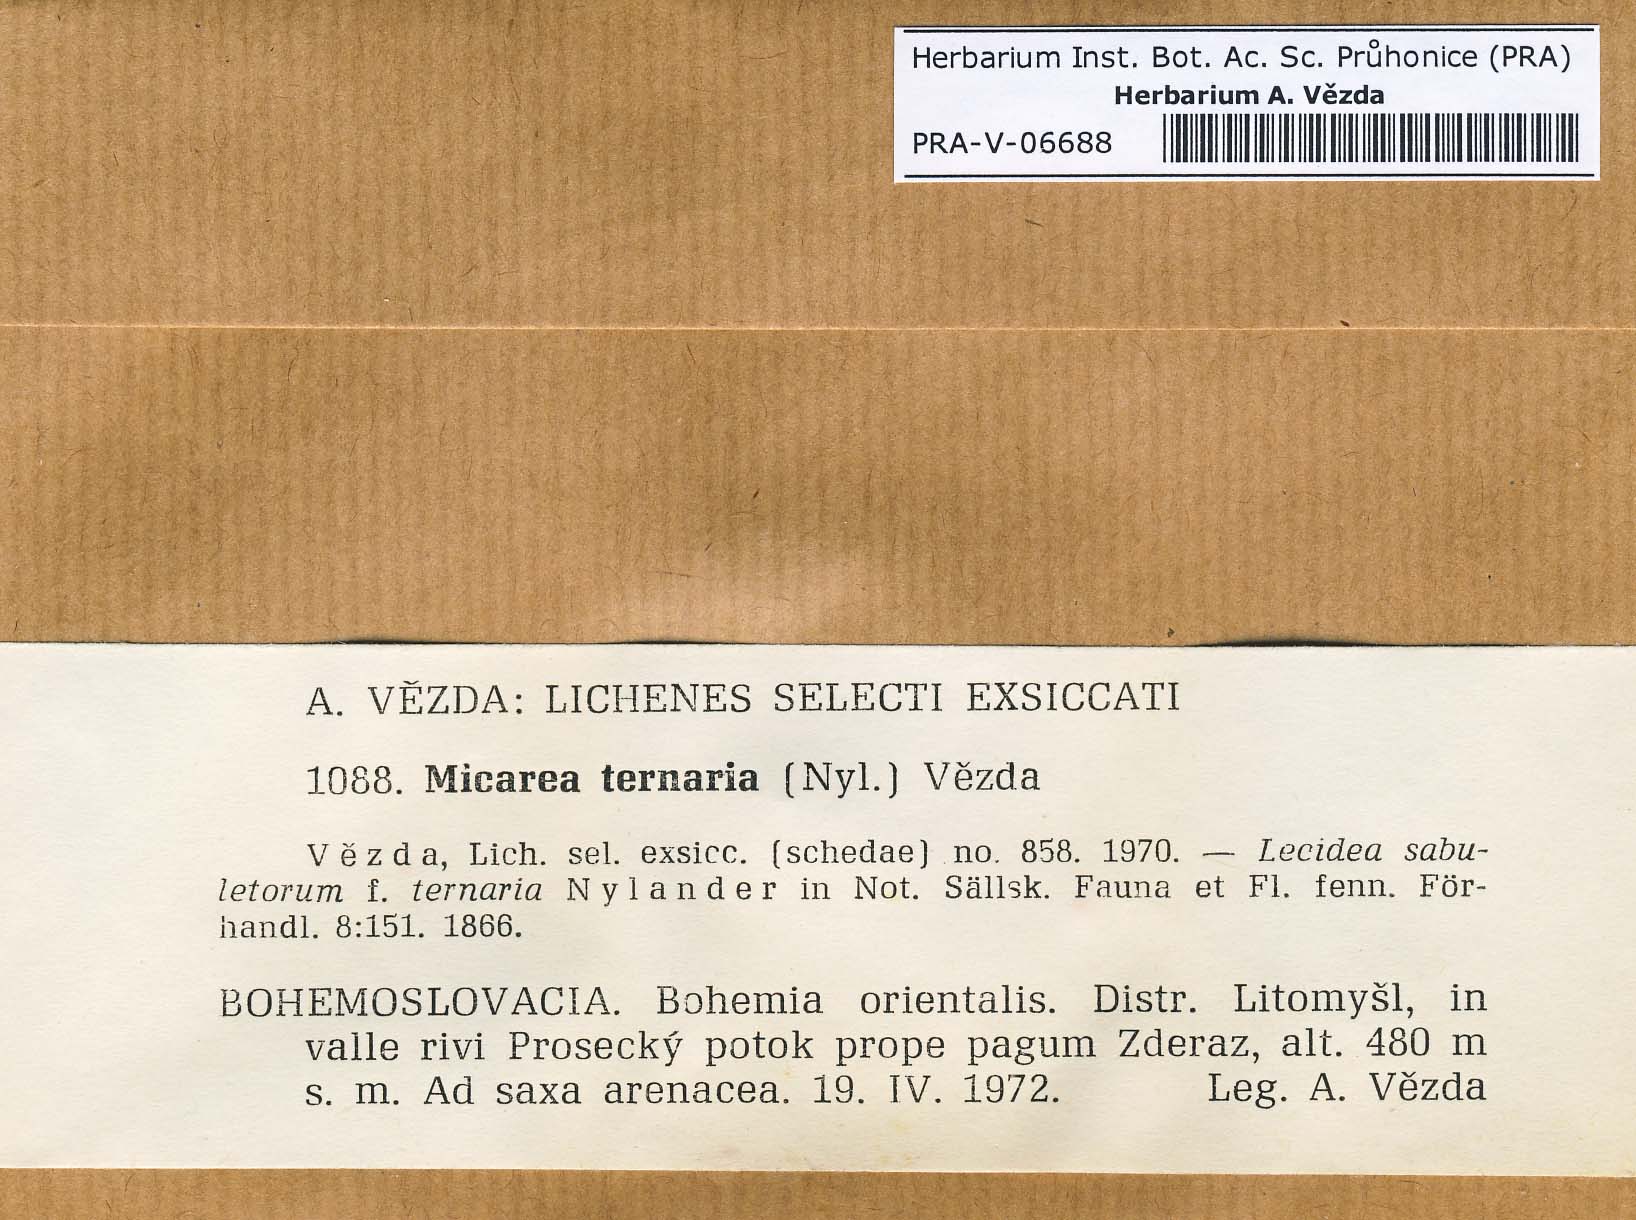 Herbarium Inst. Bot. Ac. Sc. Průhonice (PRA)
Herbarium A. Vězda
PRA-V-06688
A. VĚZDA: LICHENES SELECTI EXSICCATI
1088. Micarea ternaria (Nyl.) Vězda
Vězda, Lich. sel. exsicc. (schedae) no. 858. 1970. — Lecidea sabu-
letorum f. ternaria Nylander in Not. Sällsk. Fauna et Fl. fenn. För-
handl. 8:151. 1866.
BOHEMOSLOVACIA. Bohemia orientalis. Distr. Litomyšl, in
valle rivi Prosecký potok prope pagum Zderaz, alt. 480 m
s. m. Ad saxa arenacea. 19. IV. 1972. Leg. A. Vězda